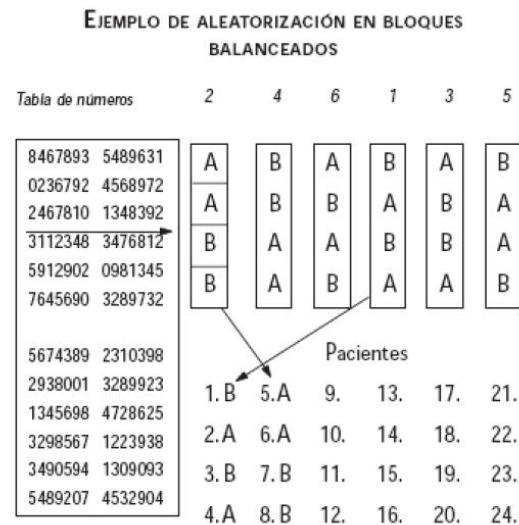 EJEMPLO DE ALEATORIZACIÓN EN BLOQUES
BALANCEADOS
Tabla de números 2 4 6 1 3 5
8467893 5489631
0236792 4568972
2467810 1348392
3112348 3476812
5912902 0981345
7645690 3289732
5674389 2310398
2938001 3289923
1345698 4728625
3298567 1223938
3490594 1309093
5489207 4532904
A B A B A B
A B B A B A
B A A B B A
B A B A A B
Pacientes
1. B 5. A 9. 13. 17. 21.
2. A 6. A 10. 14. 18. 22.
3. B 7. B 11. 15. 19. 23.
4. A 8. B 12. 16. 20. 24.